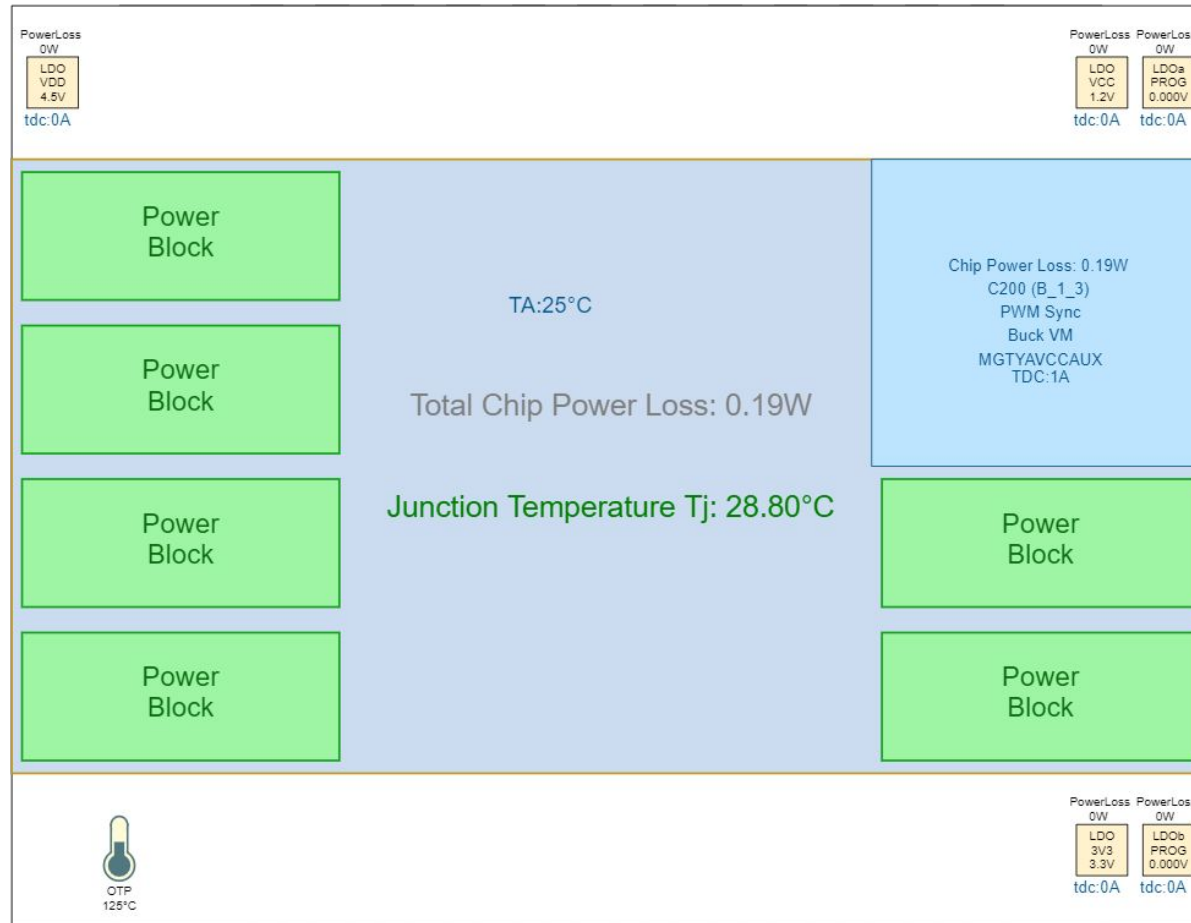 PowerLoss
0W
LDO
VDD
4.5V
tdc:0A
PowerLoss
0W
LDO
VCC
1.2V
tdc:0A
PowerLos
0W
LDOa
PROG
0.000V
tdc:0A
Power
Block
Power
Block
Power
Block
Power
Block
TA:25°C
Total Chip Power Loss: 0.19W
Junction Temperature Tj: 28.80°C
Chip Power Loss: 0.19W
C200 (B_1_3)
PWM Sync
Buck VM
MGTYAVCCAUX
TDC:1A
Power
Block
Power
Block
OTP
125°C
PowerLoss
0W
LDO
3V3
3.3V
tdc:0A
PowerLos
0W
LDOb
PROG
0.000V
tdc:0A